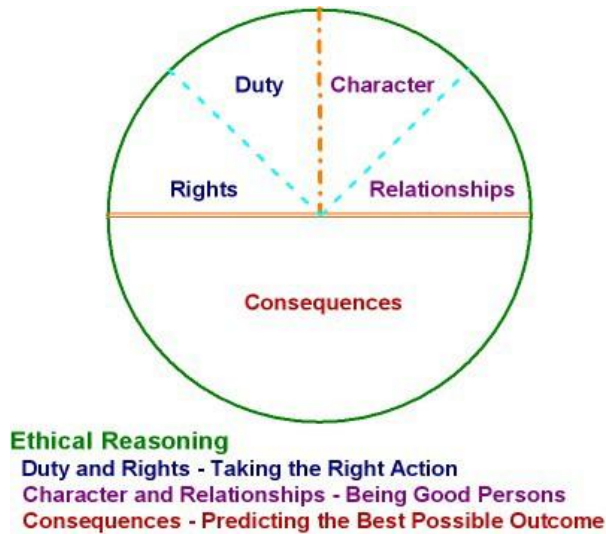 Duty Character
Rights Relationships
Consequences
Ethical Reasoning
Duty and Rights - Taking the Right Action
Character and Relationships - Being Good Persons
Consequences - Predicting the Best Possible Outcome